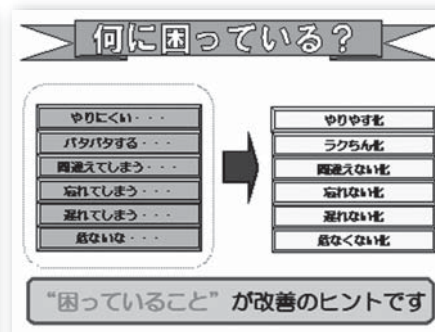 何に困っている？
やりにくい・・・
バタバタする・・・
間違えてしまう・・・
忘れてしまう・・・
遅れてしまう・・・
危ないな・・・
やりやす化
ラクちん化
間違えない化
忘れない化
遅れない化
危なくない化
“困っていること”が改善のヒントです